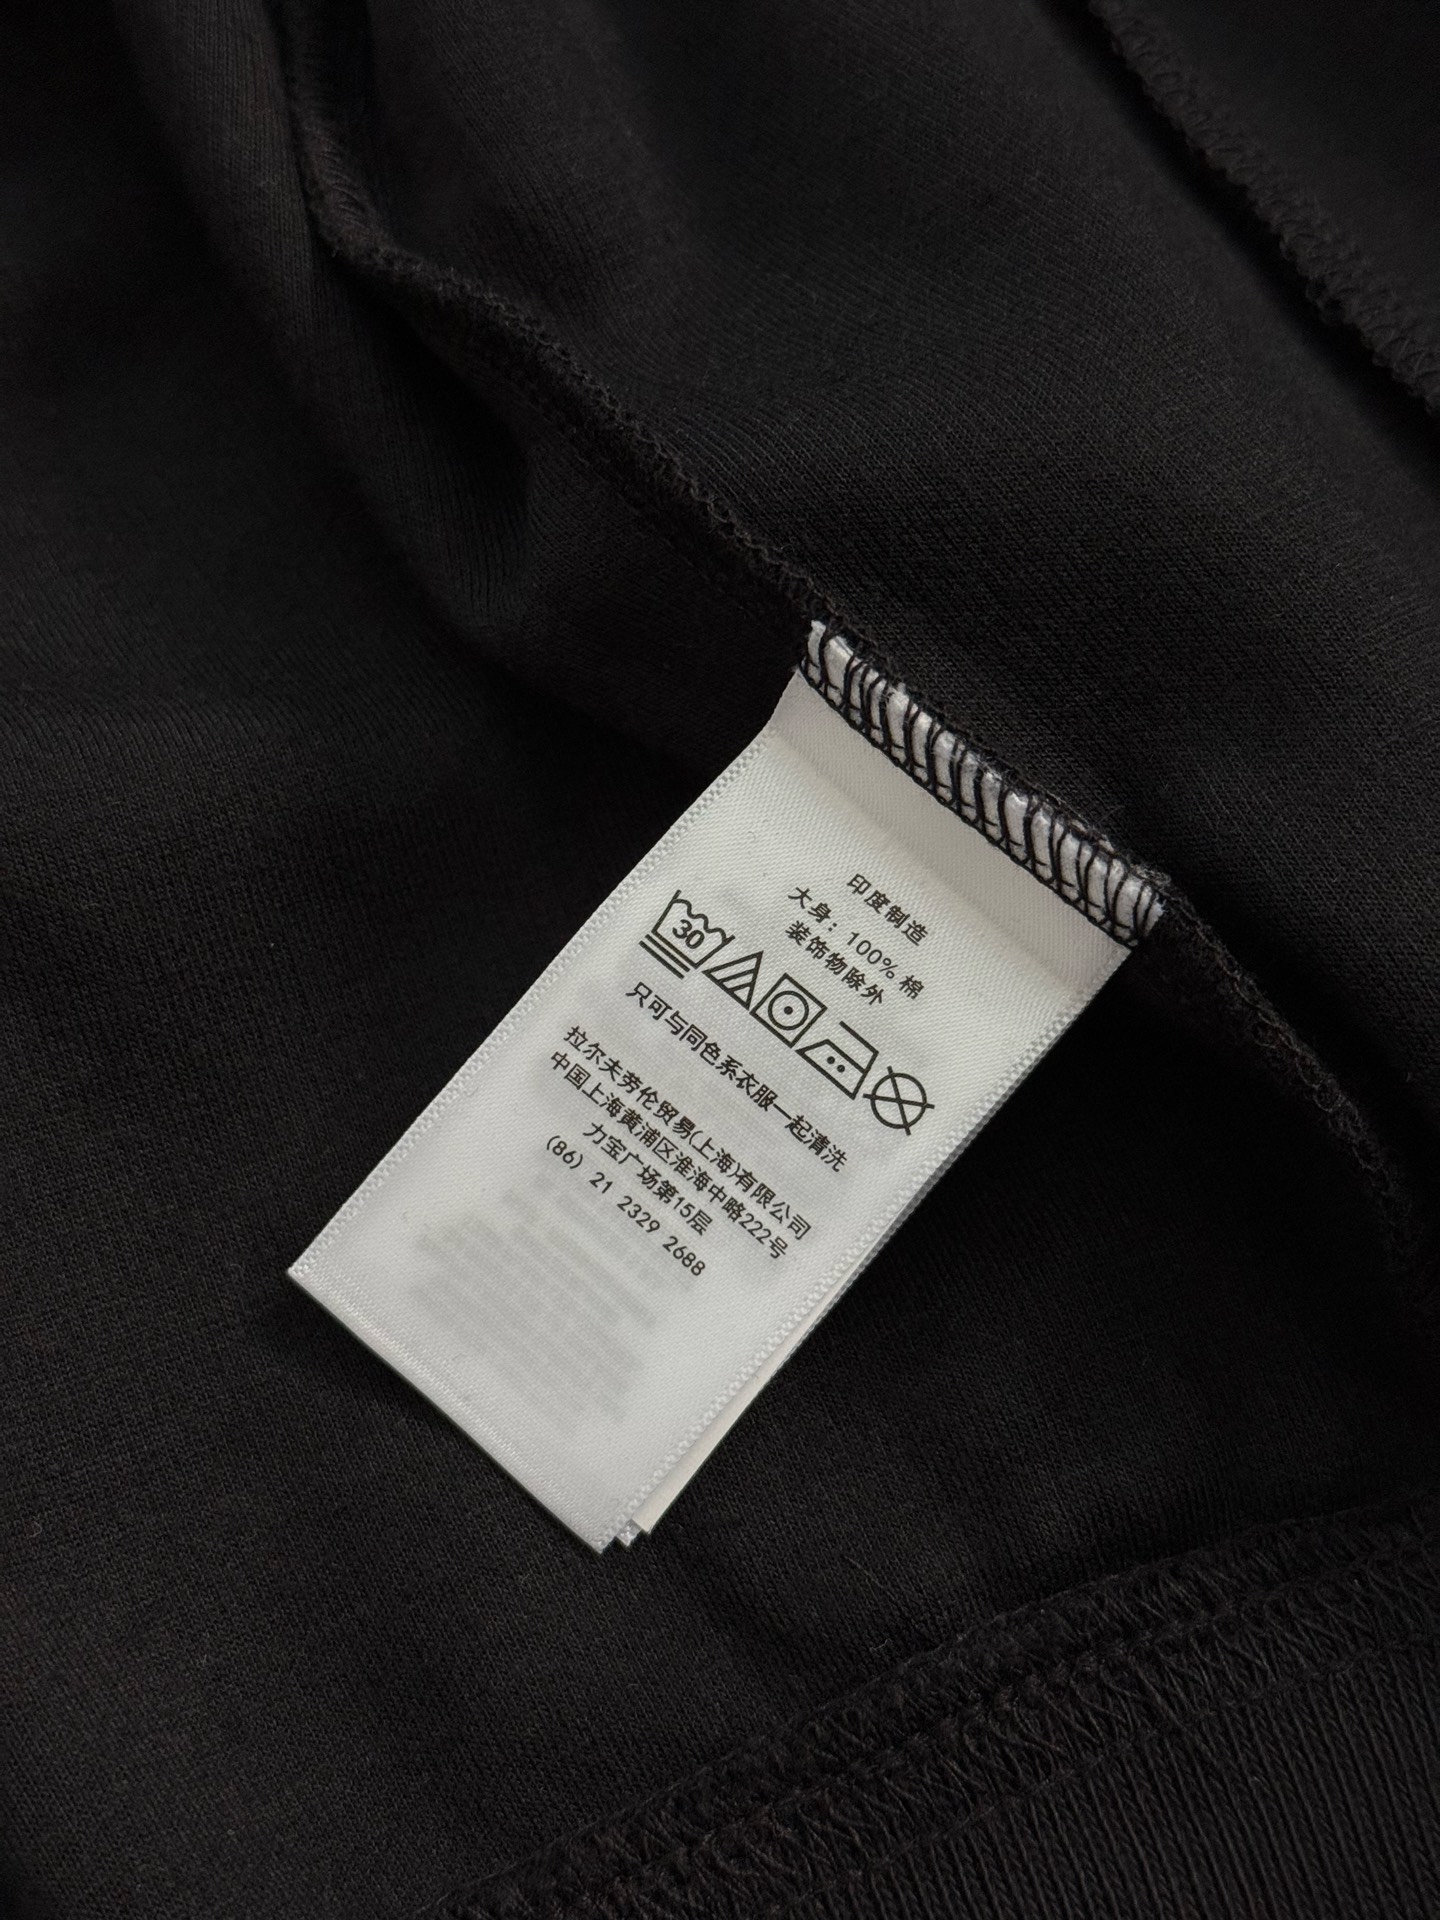 印度制造
大身: 100% 棉
装饰物除外
30
只可与同色系衣服一起清洗
拉尔夫劳伦贸易(上海)有限公司
中国上海黄浦区淮海中略222号
力宝广场第15层
(86) 21 2329 2688